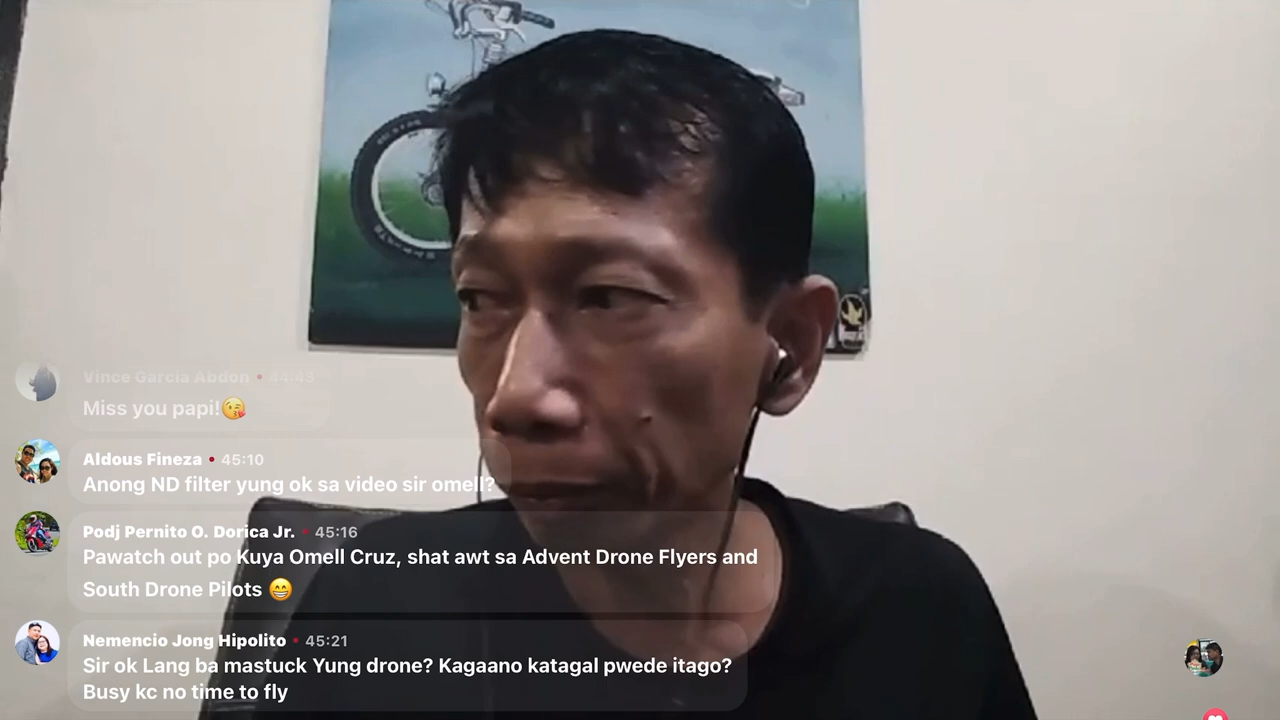 Vince Garcia Abdon • 44:43
Miss you papi!😘
Aldous Fineza • 45:10
Anong ND filter yung ok sa video sir omell?
Podj Pernito O. Dorica Jr. • 45:16
Pawatch out po Kuya Omell Cruz, shat awt sa Advent Drone Flyers and
South Drone Pilots 😁
Nemencio Jong Hipolito • 45:21
Sir ok Lang ba mastuck Yung drone? Kagaano katagal pwede itago?
Busy kc no time to fly